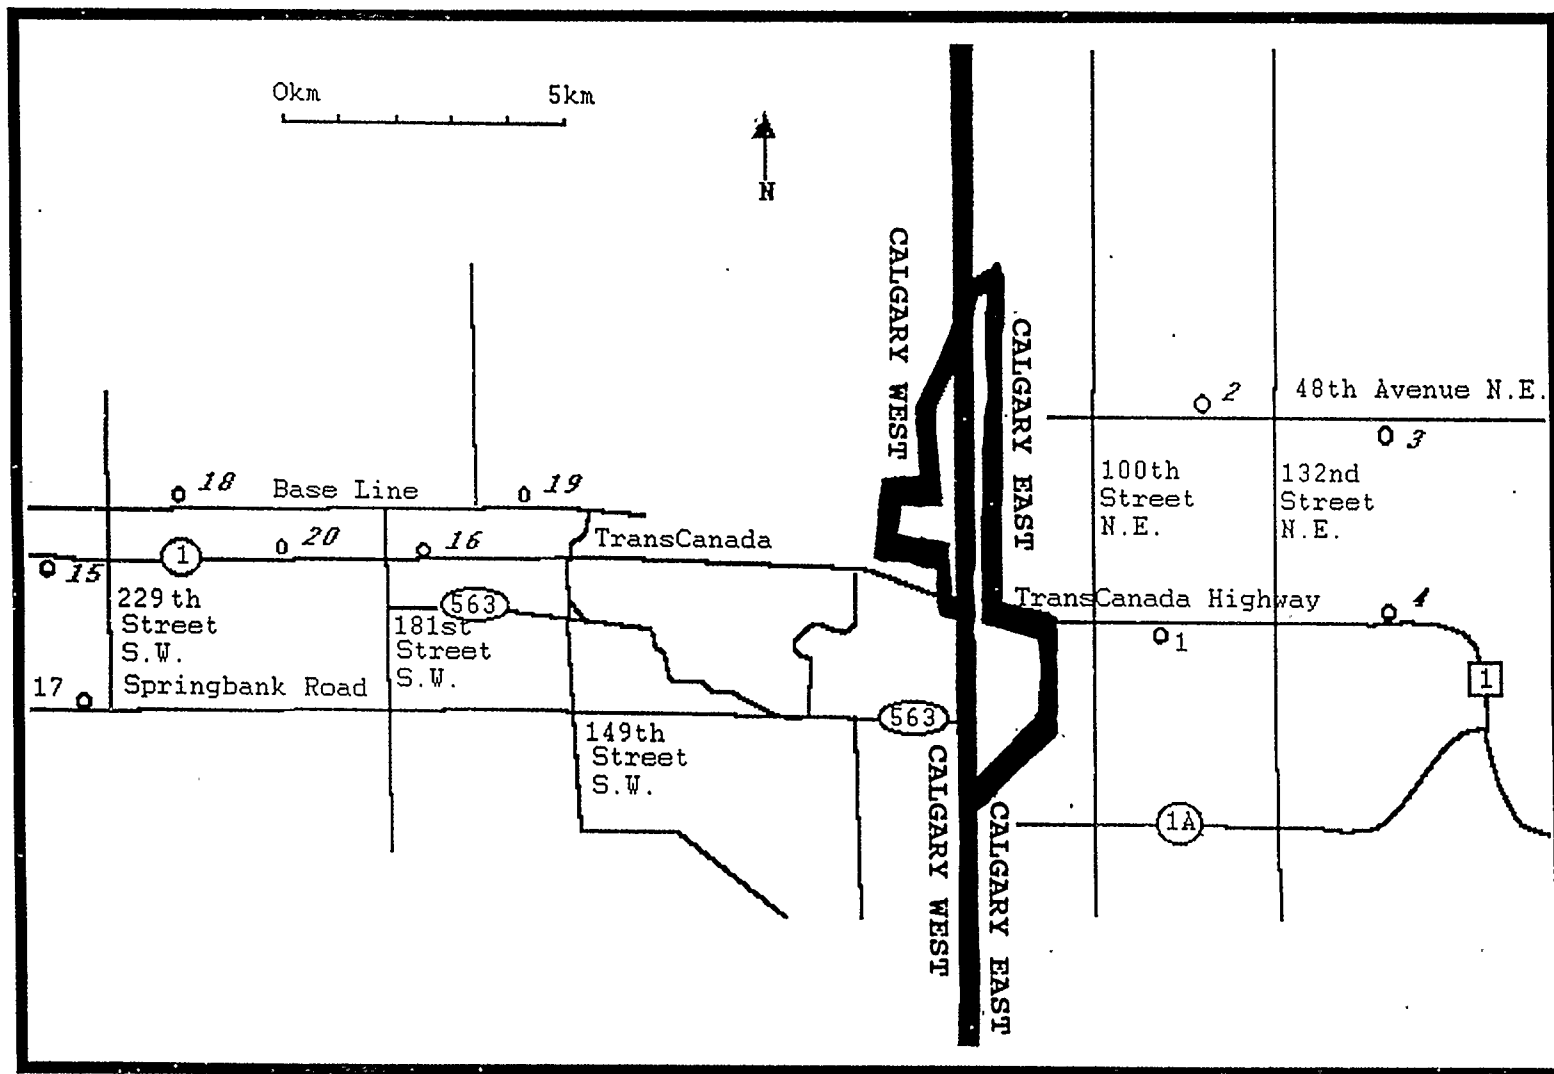 0km 5km
N
CALGARY WEST
CALGARY EAST
2
48th Avenue N.E.
3
100th
Street
N.E.
132nd
Street
N.E.
18
Base Line
19
TransCanada
1
20
16
15
229th
Street
S.W.
563
181st
Street
S.W.
TransCanada Highway
4
1
1
17
Springbank Road
563
149th
Street
S.W.
CALGARY WEST
CALGARY EAST
1A